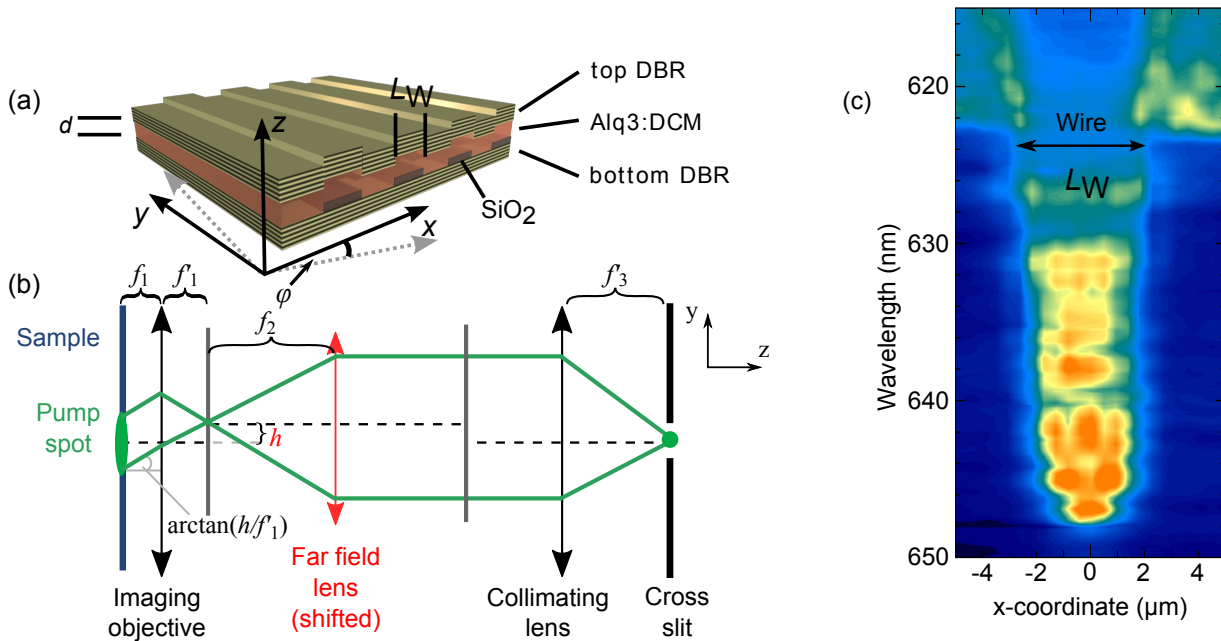 (a)
d
z
y
x
φ
L_W
top DBR
Alq3:DCM
bottom DBR
SiO₂
(b)
f₁
f'₁
f₂
f'₃
Sample
Pump
spot
h
arctan(h/f'₁)
y
z
Imaging
objective
Far field
lens
(shifted)
Collimating
lens
Cross
slit
(c)
Wavelength (nm)
620
630
640
650
Wire
L_W
-4 -2 0 2 4
x-coordinate (μm)